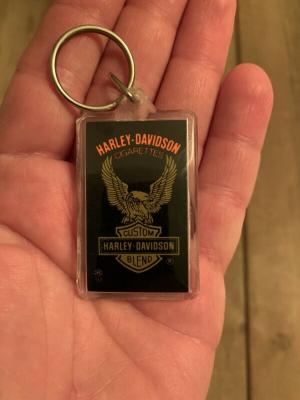 HARLEY-DAVIDSON
CIGARETTES
CUSTOM
HARLEY-DAVIDSON
BLEND
®